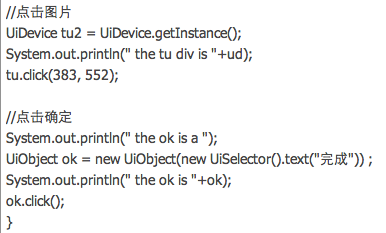 //点击图片
UiDevice tu2 = UiDevice.getInstance();
System.out.println(" the tu div is "+ud);
tu.click(383, 552);
//点击确定
System.out.println(" the ok is a ");
UiObject ok = new UiObject(new UiSelector().text("完成")) ;
System.out.println(" the ok is "+ok);
ok.click();
}